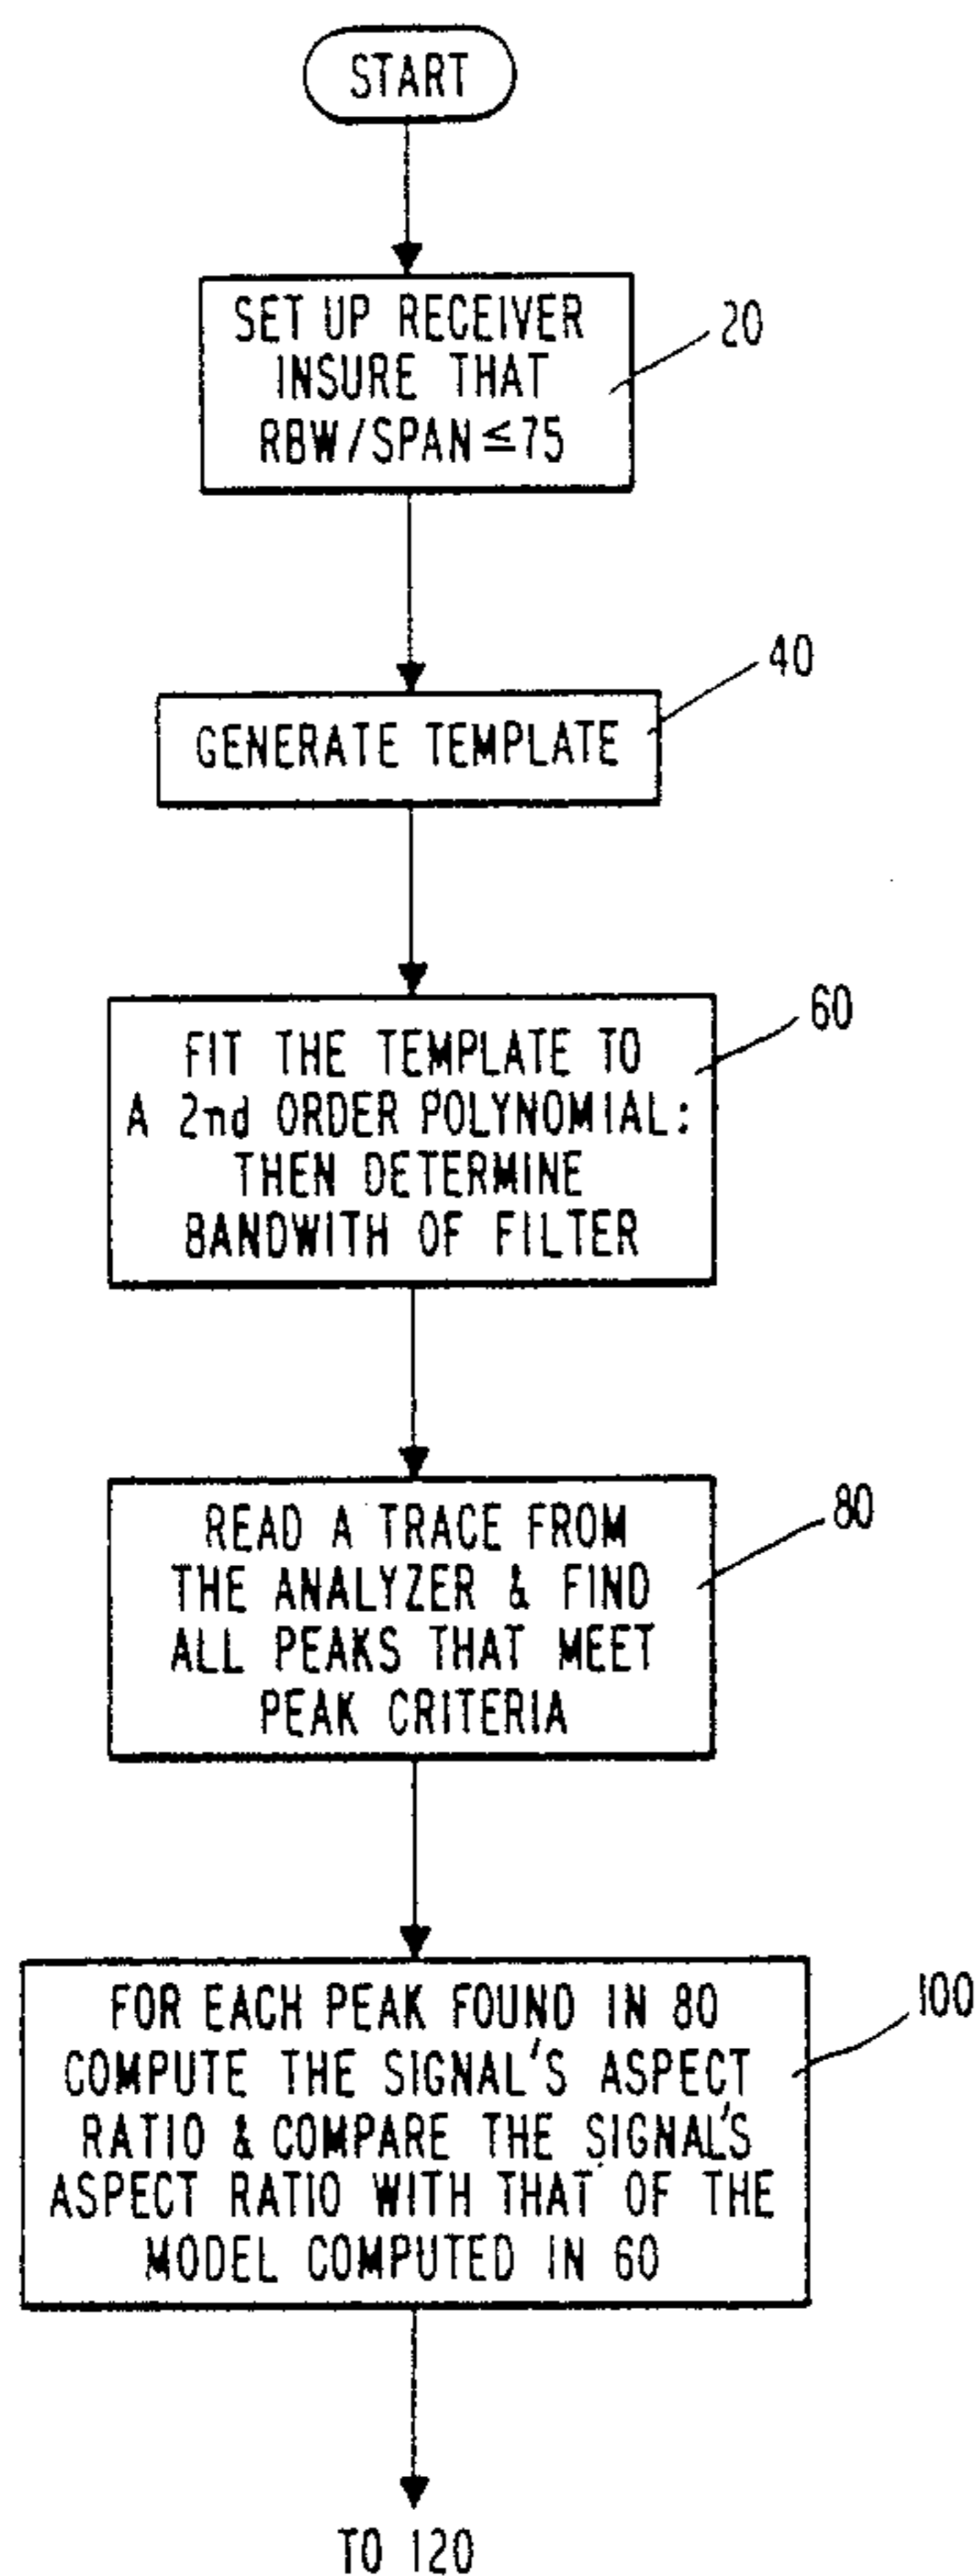 START
SET UP RECEIVER
INSURE THAT
RBW/SPAN ≤75
20
GENERATE TEMPLATE
40
FIT THE TEMPLATE TO
A 2nd ORDER POLYNOMIAL:
THEN DETERMINE
BANDWITH OF FILTER
60
READ A TRACE FROM
THE ANALYZER & FIND
ALL PEAKS THAT MEET
PEAK CRITERIA
80
FOR EACH PEAK FOUND IN 80
COMPUTE THE SIGNAL'S ASPECT
RATIO & COMPARE THE SIGNAL'S
ASPECT RATIO WITH THAT OF THE
MODEL COMPUTED IN 60
100
TO 120